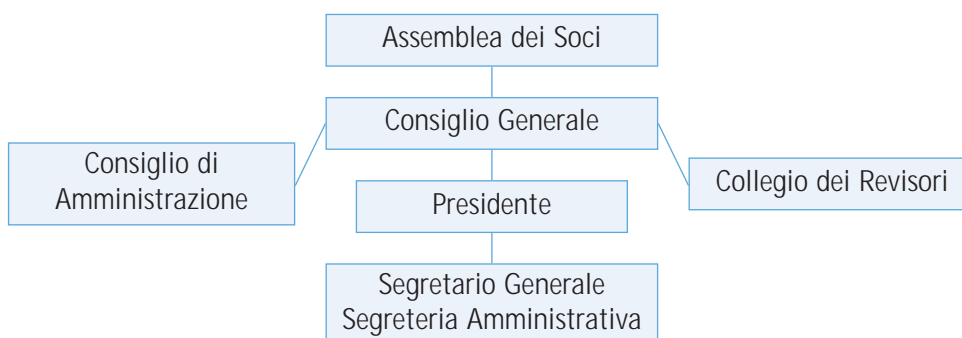 Assemblea dei Soci
Consiglio Generale
Consiglio di
Amministrazione
Collegio dei Revisori
Presidente
Segretario Generale
Segreteria Amministrativa